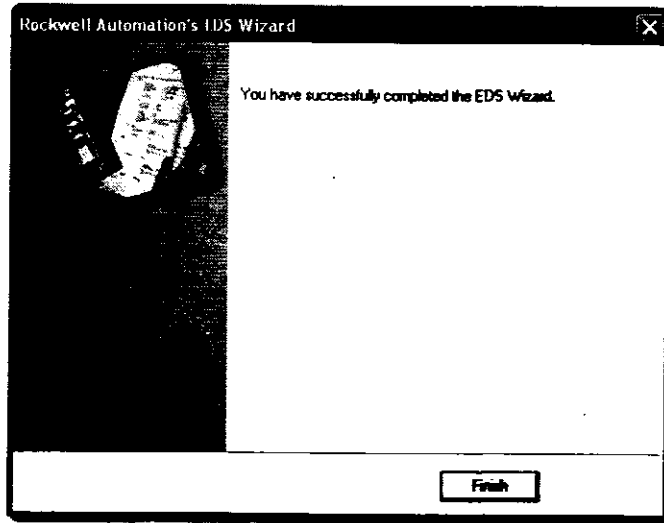 Rockwell Automation's EDS Wizard
You have successfully completed the EDS Wizard.
Finish